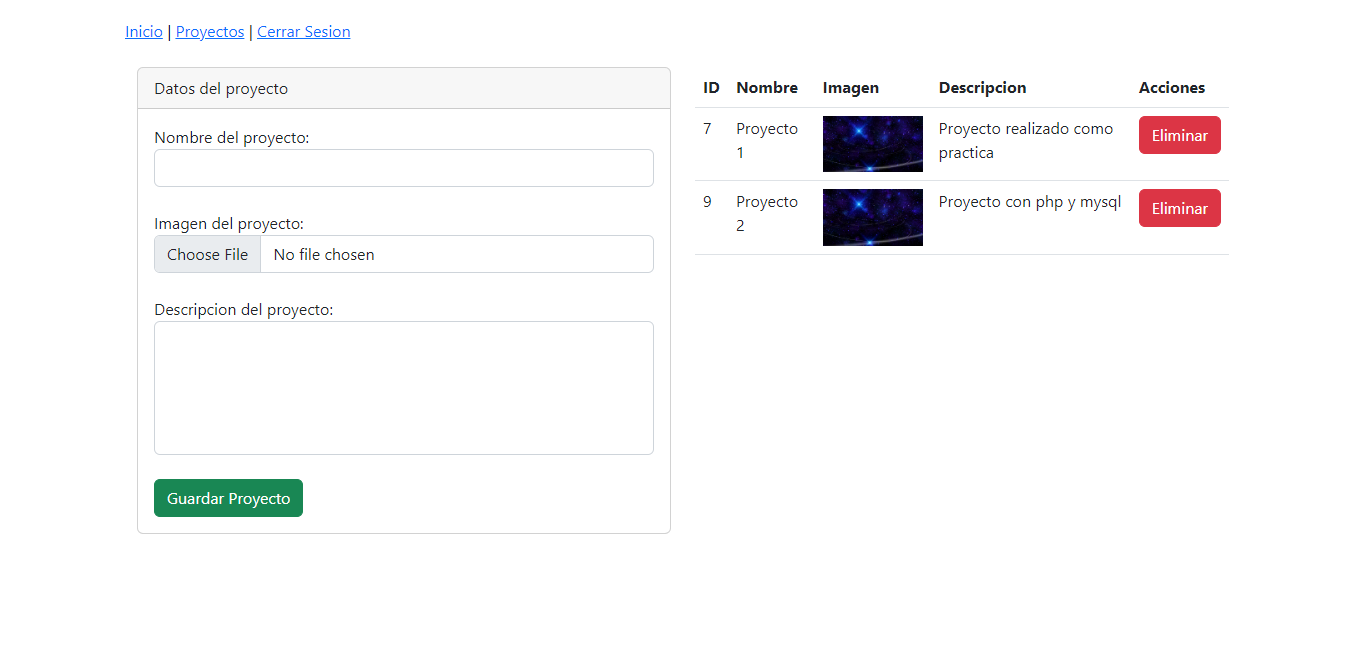 Inicio | Proyectos | Cerrar Sesion
Datos del proyecto
Nombre del proyecto:
Imagen del proyecto:
Choose File No file chosen
Descripcion del proyecto:
Guardar Proyecto
ID Nombre Imagen Descripcion Acciones
7 Proyecto Proyecto realizado como Eliminar
1 practica
9 Proyecto Proyecto con php y mysql Eliminar
2